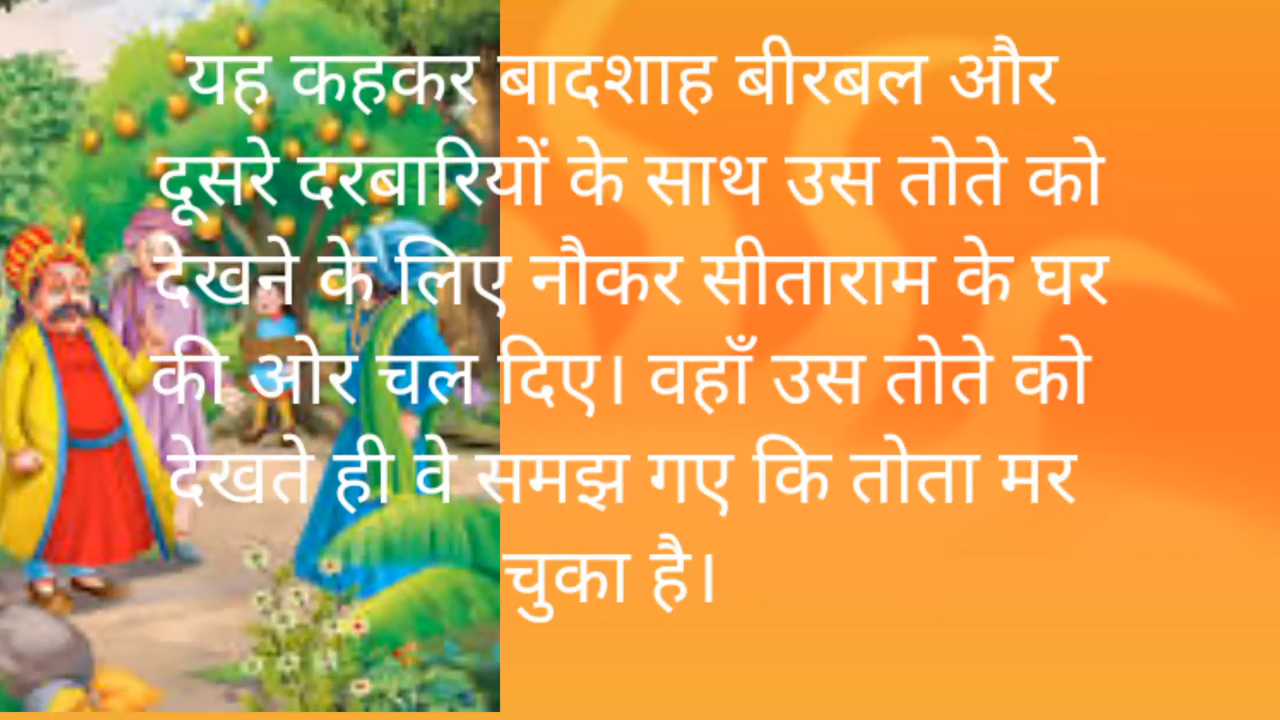 यह कहकर बादशाह बीरबल और
दूसरे दरबारियों के साथ उस तोते को
देखने के लिए नौकर सीताराम के घर
की ओर चल दिए। वहाँ उस तोते को
देखते ही वे समझ गए कि तोता मर
चुका है।